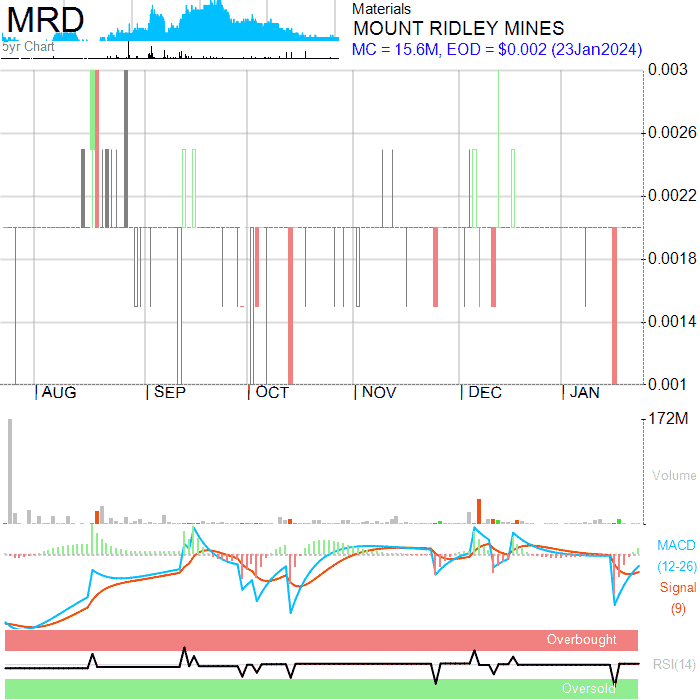 MRD
5yr Chart
Materials
MOUNT RIDLEY MINES
MC = 15.6M, EOD = $0.002 (23Jan2024)
0.003
0.0026
0.0022
0.0018
0.0014
0.001
AUG SEP OCT NOV DEC JAN
172M
Volume
MACD
(12-26)
Signal
(9)
Overbought
RSI(14)
Oversold